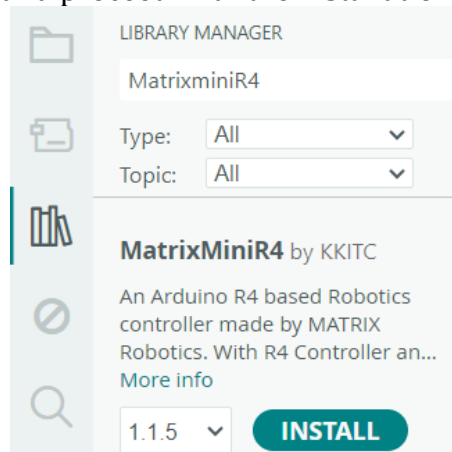 LIBRARY MANAGER
MatrixminiR4
Type: All
Topic: All
MatrixMiniR4 by KKITC
An Arduino R4 based Robotics
controller made by MATRIX
Robotics. With R4 Controller an...
More info
1.1.5 INSTALL